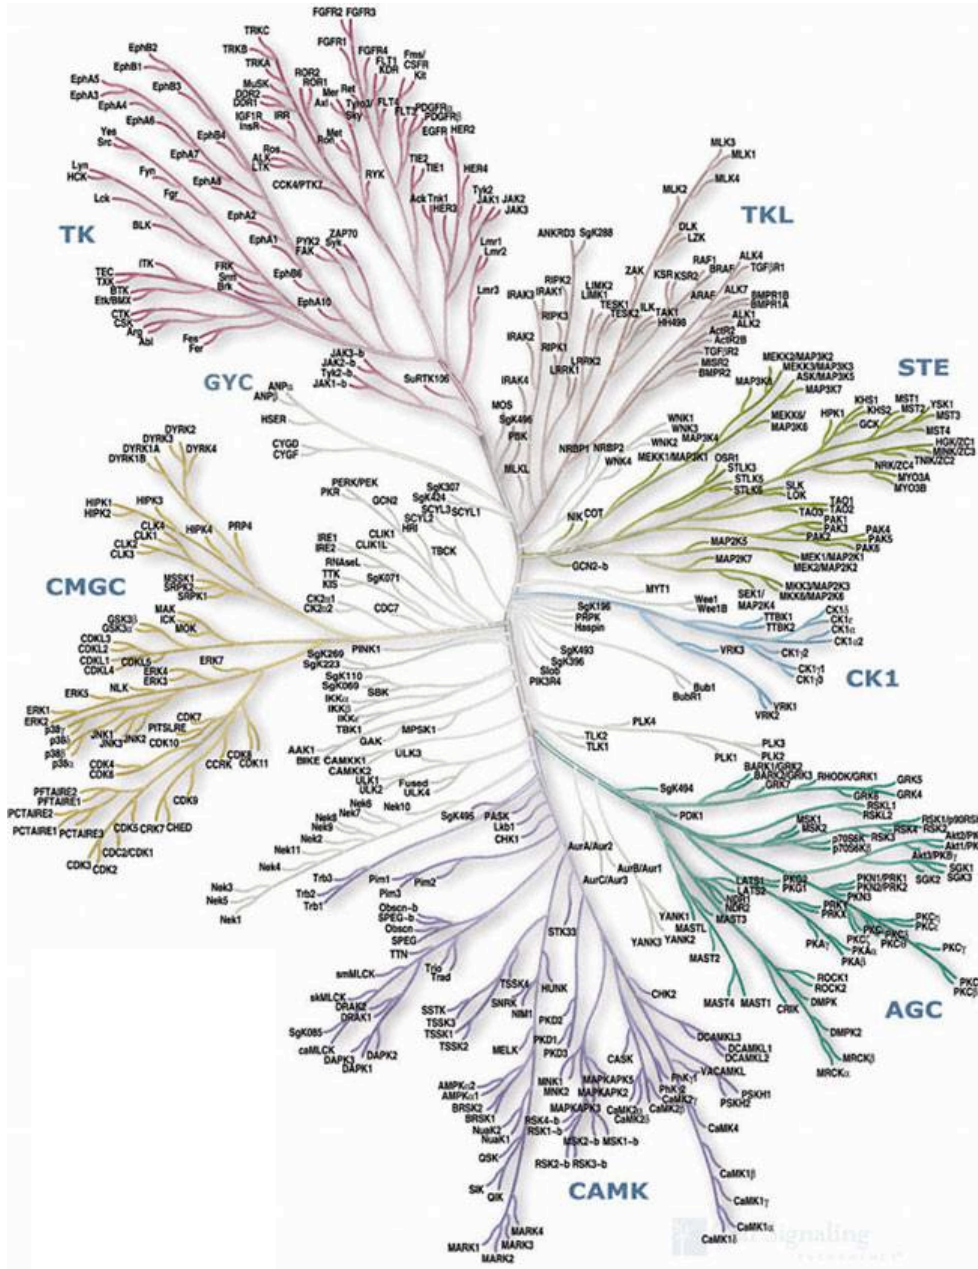 FGFR2 FGFR3
TRKC
FGFR1
EphB2
TRKB
FGFR4
Fms/
CSFR
EphB1
TRKA
FLT1
KDR
Kit
EphA5
ROR2
ROR1
EphB3
MuSK
Mer
Ret
EphA3
DDR2
Axl
Tyro3/
Sky
FLT4
EphA4
DDR1
FLT3
PDGFRα
PDGFRβ
IGF1R
IRR
InsR
EphA6
Met
Ron
EGFR
HER2
Yes
Src
EphB4
Ros
ALK
LTK
TIE2
TIE1
EphA7
Lyn
HCK
Fyn
RYK
HER4
EphA8
CCK4/PTK7
Tyk2
JAK1
JAK2
JAK3
Lck
Fgr
Ack
Tnk1
HER3
EphA2
BLK
TK
EphA1
ZAP70
Syk
PYK2
FAK
Lmr1
Lmr2
ITK
FRK
Srm
Brk
EphB6
TEC
TXK
BTK
Etk/BMX
Lmr3
EphA10
CTK
CSK
Arg
Abl
Fes
Fer
JAK3~b
JAK2~b
Tyk2~b
JAK1~b
SuRTK106
MLK3
MLK1
MLK4
MLK2
TKL
DLK
LZK
ANKRD3
SgK288
ZAK
KSR
KSR2
RAF1
BRAF
ARAF
ALK4
TGFβR1
RIPK2
IRAK3
IRAK1
LIMK2
LIMK1
TESK1
TESK2
ILK
TAK1
HH498
ALK7
BMPR1B
BMPR1A
ALK1
ALK2
RIPK3
IRAK2
RIPK1
ActR2
ActR2B
TGFβR2
MISR2
BMPR2
LRRK2
LRRK1
IRAK4
MOS
SgK496
PBK
MLKL
NRBP1
NRBP2
WNK1
WNK3
WNK2
WNK4
MEKK2/MAP3K2
MEKK3/MAP3K3
ASK/MAP3K5
MAP3K8
MAP3K7
STE
MEKK6/
MAP3K6
MAP3K4
MEKK1/MAP3K1
KHS1
KHS2
HPK1
GCK
MST1
MST2
YSK1
MST3
MST4
HGK/ZC1
MINK/ZC3
TNIK/ZC2
NRK/ZC4
MYO3A
MYO3B
OSR1
STLK3
STLK5
STLK6
SLK
LOK
TAO1
TAO2
TAO3
PAK1
PAK3
PAK2
PAK4
PAK5
PAK6
NIK
COT
MAP2K5
MAP2K7
MEK1/MAP2K1
MEK2/MAP2K2
GCN2~b
MKK3/MAP2K3
MKK6/MAP2K6
SEK1/
MAP2K4
GYC
ANPα
ANPβ
HSER
CYGD
CYGF
DYRK2
DYRK3
DYRK1A
DYRK1B
DYRK4
PERK/PEK
PKR
GCN2
SgK307
SgK424
SCYL3
SCYL1
SCYL2
HRI
HIPK1
HIPK3
HIPK2
CLK4
CLK1
HIPK4
PRP4
CLIK1
CLIK1L
IRE1
IRE2
TBCK
CLK2
CLK3
RNAseL
TTK
KIS
SgK071
CMGC
MSSK1
SRPK2
SRPK1
CK2α1
CK2α2
CDC7
MAK
ICK
MOK
GSK3β
GSK3α
CDKL3
CDKL2
CDKL1
CDKL5
CDKL4
ERK7
ERK4
ERK3
PINK1
SgK269
SgK223
SgK110
SgK069
SBK
NLK
ERK5
ERK1
ERK2
IKKα
IKKβ
IKKε
TBK1
p38γ
p38δ
p38β
p38α
JNK1
JNK3
JNK2
PITSLRE
CDK7
CDK10
MPSK1
GAK
AAK1
BIKE
ULK3
CAMKK1
CAMKK2
ULK1
ULK2
Fused
ULK4
CDK4
CDK6
CCRK
CDK8
CDK11
PFTAIRE2
PFTAIRE1
CDK9
PCTAIRE2
PCTAIRE1
PCTAIRE3
CDK5
CRK7
CHED
CDC2/CDK1
CDK3
CDK2
MYT1
Wee1
Wee1B
SgK196
PRPK
Haspin
TTBK1
TTBK2
CK1δ
CK1ε
CK1α
CK1α2
VRK3
CK1γ2
CK1γ1
CK1γ3
CK1
SgK493
SgK396
Slob
PIK3R4
Bub1
BubR1
VRK1
VRK2
PLK4
TLK2
TLK1
PLK3
PLK1
PLK2
Nek6
Nek7
Nek10
Nek8
Nek9
Nek2
Nek11
Nek4
Nek3
Nek5
Nek1
SgK495
PASK
Lkb1
CHK1
SgK494
BARK1/GRK2
BARK2/GRK3
GRK7
RHODK/GRK1
GRK5
GRK6
GRK4
PDK1
RSKL1
RSKL2
MSK1
MSK2
p70S6K
p70S6Kβ
RSK3
RSK4
RSK2
RSK1/p90RSK
Akt3/PKBγ
SGK1
SGK2
SGK3
AurA/Aur2
AurB/Aur1
AurC/Aur3
Trb3
Trb2
Trb1
Pim1
Pim2
Pim3
LATS1
LATS2
NDR1
NDR2
MAST3
PKG2
PKG1
PKN1/PRK1
PKN2/PRK2
PKN3
PRKY
PRKX
YANK1
YANK2
YANK3
MASTL
MAST2
MAST4
MAST1
PKAγ
PKAα
PKAβ
PKCζ
PKCδ
PKCθ
PKCη
PKCε
PKCγ
PKCβ
Obscn~b
SPEG~b
Obscn
SPEG
TTN
STK33
smMLCK
Trio
Trad
skMLCK
DRAK2
DRAK1
SgK085
caMLCK
DAPK3
DAPK2
DAPK1
SSTK
TSSK4
TSSK3
TSSK1
TSSK2
HUNK
SNRK
NIM1
CHK2
ROCK1
ROCK2
DMPK
CRIK
DMPK2
MRCKβ
MRCKα
AGC
PKD2
PKD1
PKD3
MELK
CASK
DCAMKL3
DCAMKL1
DCAMKL2
VACAMKL
AMPKα2
AMPKα1
BRSK2
BRSK1
NuaK2
NuaK1
MNK1
MNK2
MAPKAPK5
MAPKAPK2
MAPKAPK3
PhKγ1
PhKγ2
CaMK2γ
CaMK2α
CaMK2β
CaMK2δ
PSKH1
PSKH2
RSK4~b
RSK1~b
MSK2~b
MSK1~b
RSK2~b
RSK3~b
CaMK4
QSK
SIK
QIK
CAMK
CaMK1β
CaMK1γ
CaMK1α
CaMK1δ
MARK4
MARK1
MARK3
MARK2
Signaling